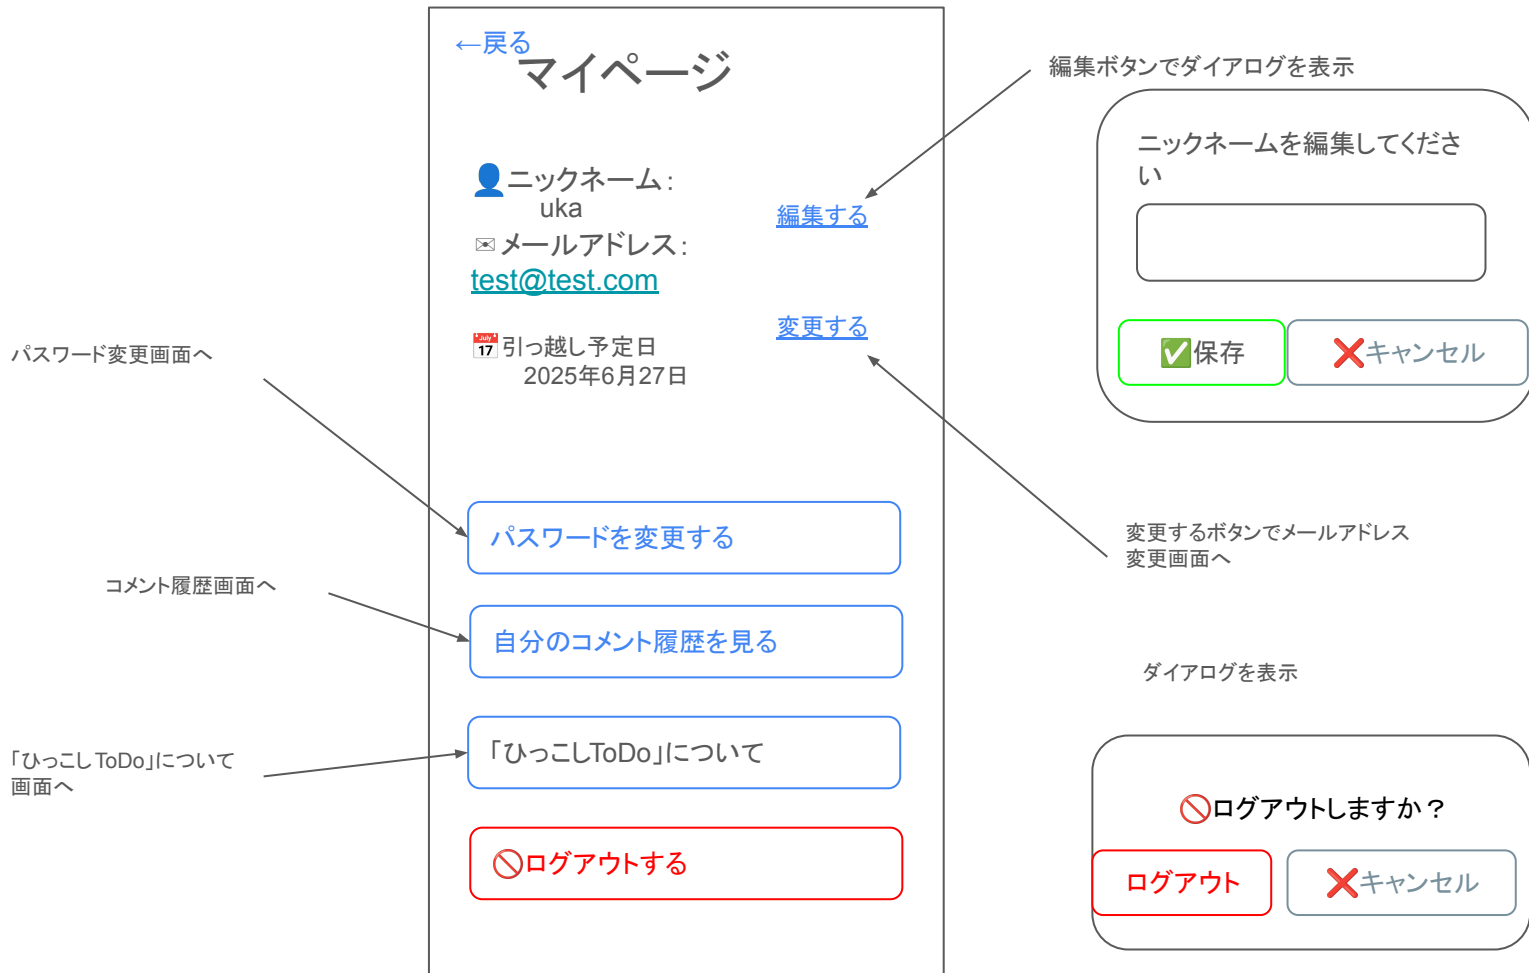 ←戻る
マイページ
👤ニックネーム：
uka
編集する
✉メールアドレス：
test@test.com
変更する
📅引っ越し予定日
2025年6月27日
パスワードを変更する
自分のコメント履歴を見る
「ひっこしToDo」について
🚫ログアウトする
パスワード変更画面へ
コメント履歴画面へ
「ひっこしToDo」について
画面へ
編集ボタンでダイアログを表示
ニックネームを編集してくださ
い
✅保存
❌キャンセル
変更するボタンでメールアドレス
変更画面へ
ダイアログを表示
🚫ログアウトしますか？
ログアウト
❌キャンセル